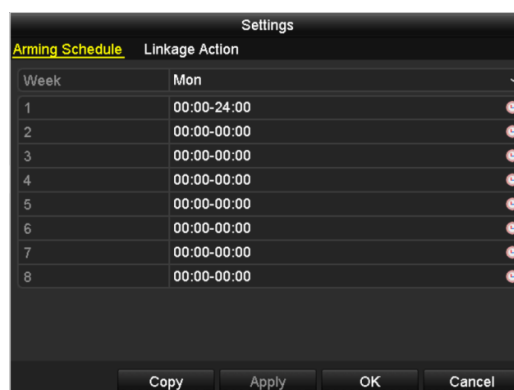 Settings
Arming Schedule Linkage Action
Week Mon
1 00:00-24:00
2 00:00-00:00
3 00:00-00:00
4 00:00-00:00
5 00:00-00:00
6 00:00-00:00
7 00:00-00:00
8 00:00-00:00
Copy Apply OK Cancel